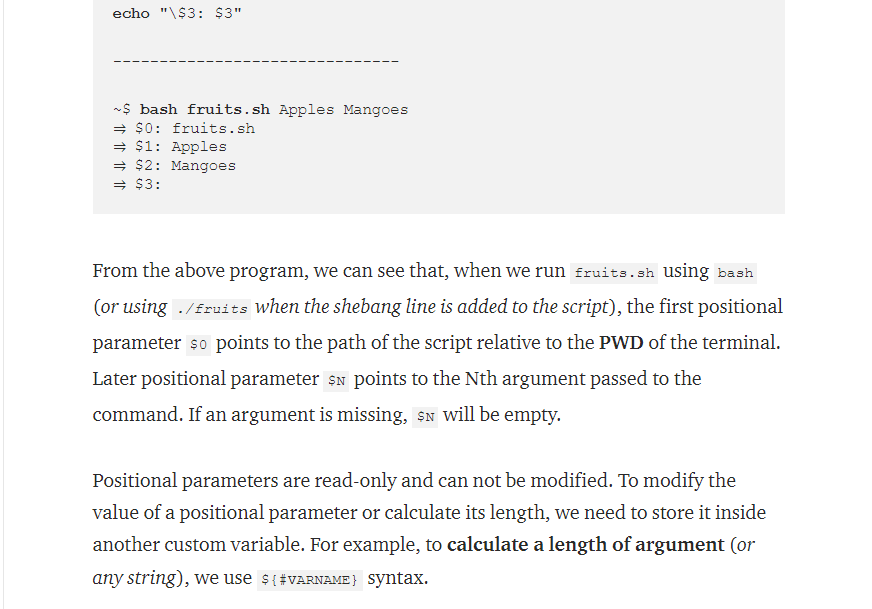 echo "\$3: $3"
-------------------------------
~$ bash fruits.sh Apples Mangoes
⇒ $0: fruits.sh
⇒ $1: Apples
⇒ $2: Mangoes
⇒ $3:
From the above program, we can see that, when we run fruits.sh using bash
(or using ./fruits when the shebang line is added to the script), the first positional
parameter $0 points to the path of the script relative to the PWD of the terminal.
Later positional parameter $N points to the Nth argument passed to the
command. If an argument is missing, $N will be empty.
Positional parameters are read-only and can not be modified. To modify the
value of a positional parameter or calculate its length, we need to store it inside
another custom variable. For example, to calculate a length of argument (or
any string), we use ${#VARNAME} syntax.